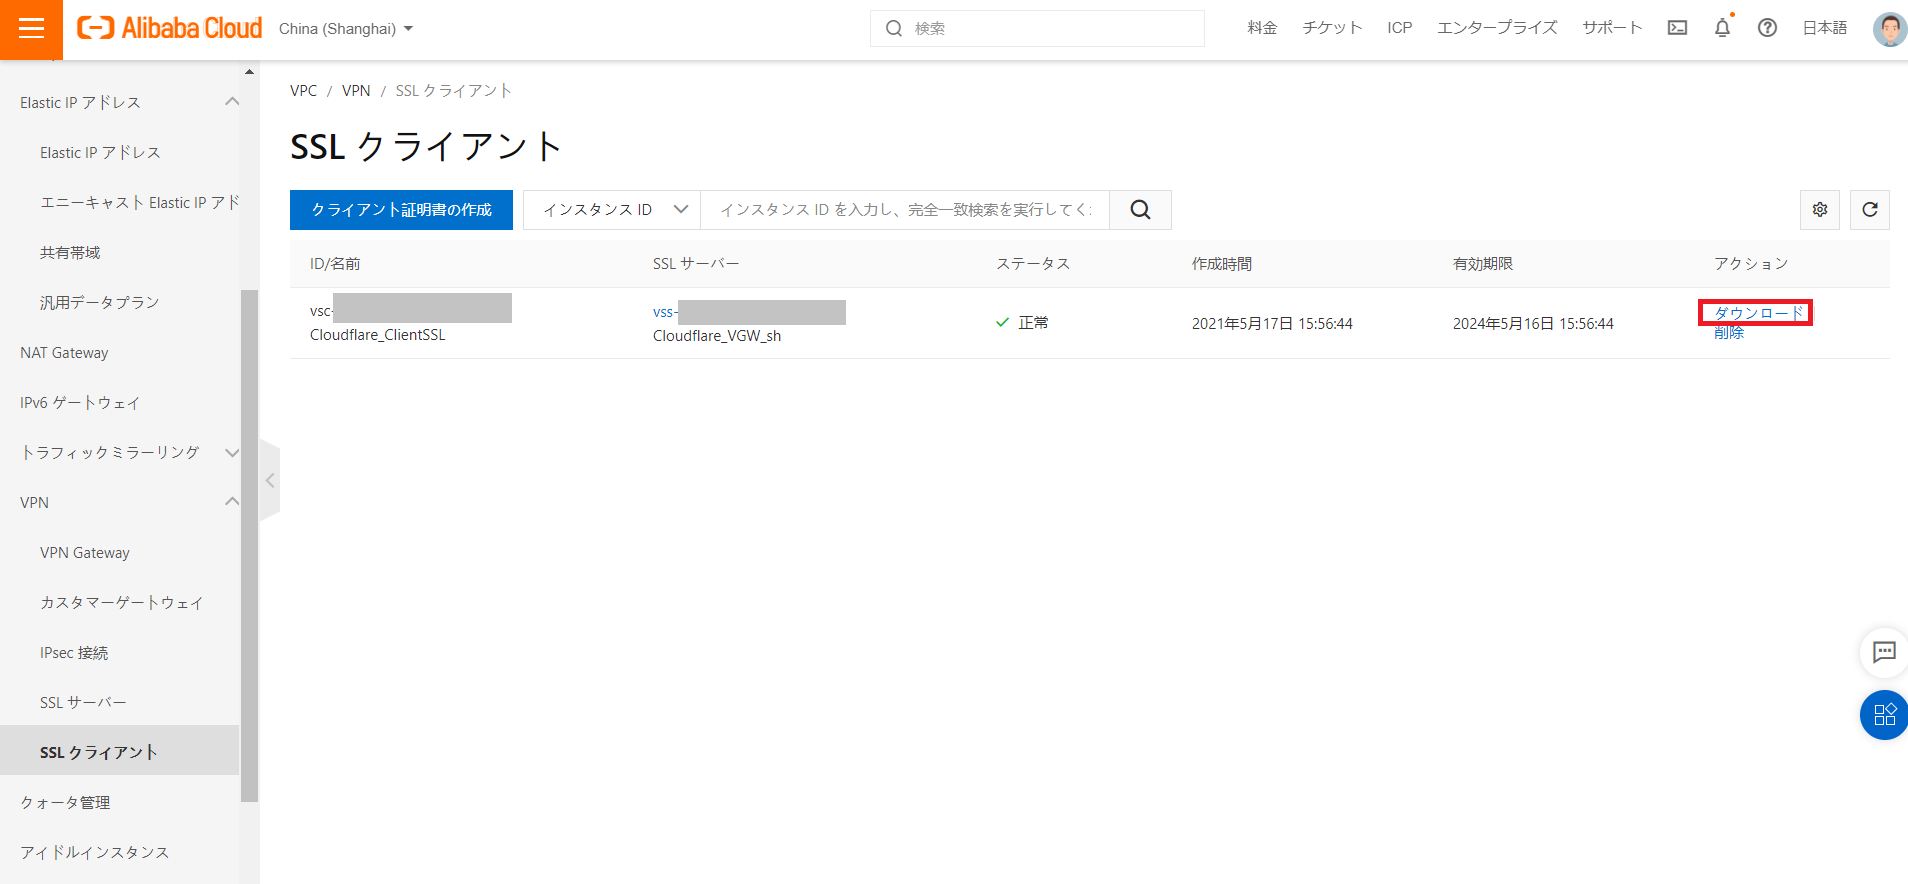 Alibaba Cloud
China (Shanghai)
検索
料金
チケット
ICP
エンタープライズ
サポート
日本語
Elastic IP アドレス
Elastic IP アドレス
エニーキャスト Elastic IP アド
共有帯域
汎用データプラン
NAT Gateway
IPv6 ゲートウェイ
トラフィックミラーリング
VPN
VPN Gateway
カスタマーゲートウェイ
IPsec 接続
SSL サーバー
SSL クライアント
クォータ管理
アイドルインスタンス
VPC / VPN / SSL クライアント
SSL クライアント
クライアント証明書の作成
インスタンス ID
インスタンス ID を入力し、完全一致検索を実行してく
ID/名前
SSL サーバー
ステータス
作成時間
有効期限
アクション
vsc-
Cloudflare_ClientSSL
vss-
Cloudflare_VGW_sh
正常
2021年5月17日 15:56:44
2024年5月16日 15:56:44
ダウンロード
削除